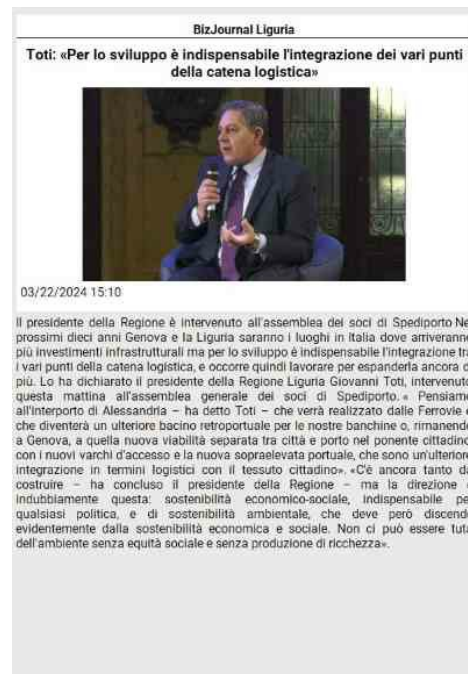 BizJournal Liguria
Toti: «Per lo sviluppo è indispensabile l'integrazione dei vari punti
della catena logistica»
03/22/2024 15:10
Il presidente della Regione è intervenuto all'assemblea dei soci di Spediporto Nei
prossimi dieci anni Genova e la Liguria saranno i luoghi in Italia dove arriveranno
più investimenti infrastrutturali ma per lo sviluppo è indispensabile l'integrazione tra
i vari punti della catena logistica, e occorre quindi lavorare per espanderla ancora di
più. Lo ha dichiarato il presidente della Regione Liguria Giovanni Toti, intervenuto
questa mattina all'assemblea generale dei soci di Spediporto. « Pensiamo
all'interporto di Alessandria – ha detto Toti – che verrà realizzato dalle Ferrovie e
che diventerà un ulteriore bacino retroportuale per le nostre banchine o, rimanendo
a Genova, a quella nuova viabilità separata tra città e porto nel ponente cittadino
con i nuovi varchi d'accesso e la nuova sopraelevata portuale, che sono un'ulteriore
integrazione in termini logistici con il tessuto cittadino». «C'è ancora tanto da
costruire – ha concluso il presidente della Regione – ma la direzione è
indubbiamente questa: sostenibilità economico-sociale, indispensabile per
qualsiasi politica, e di sostenibilità ambientale, che deve però discende
evidentemente dalla sostenibilità economica e sociale. Non ci può essere tuta
dell'ambiente senza equità sociale e senza produzione di ricchezza».